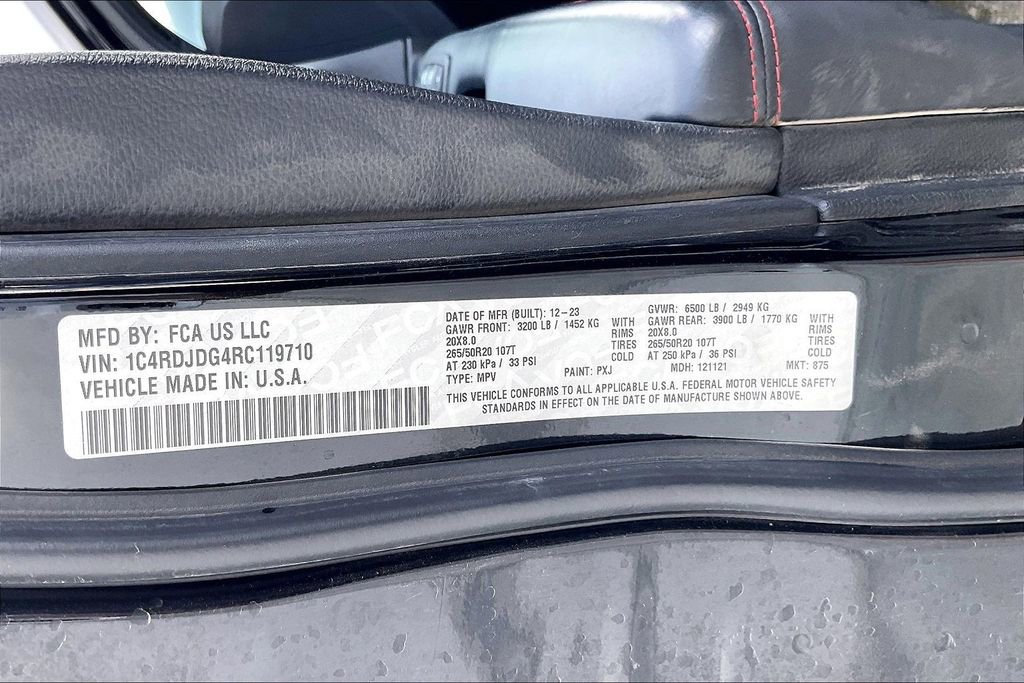 MFD BY: FCA US LLC
VIN: 1C4RDJDG4RC119710
VEHICLE MADE IN: U.S.A.
DATE OF MFR (BUILT): 12-23
GAWR FRONT: 3200 LB / 1452 KG WITH
20X8.0 RIMS
265/50R20 107T TIRES
AT 230 kPa / 33 PSI COLD
TYPE: MPV PAINT: PXJ
GVWR: 6500 LB / 2949 KG
GAWR REAR: 3900 LB / 1770 KG WITH
20X8.0 RIMS
265/50R20 107T TIRES
AT 250 kPa / 36 PSI COLD
MDH: 121121 MKT: 875
THIS VEHICLE CONFORMS TO ALL APPLICABLE U.S.A. FEDERAL MOTOR VEHICLE SAFETY
STANDARDS IN EFFECT ON THE DATE OF MANUFACTURE SHOWN ABOVE.